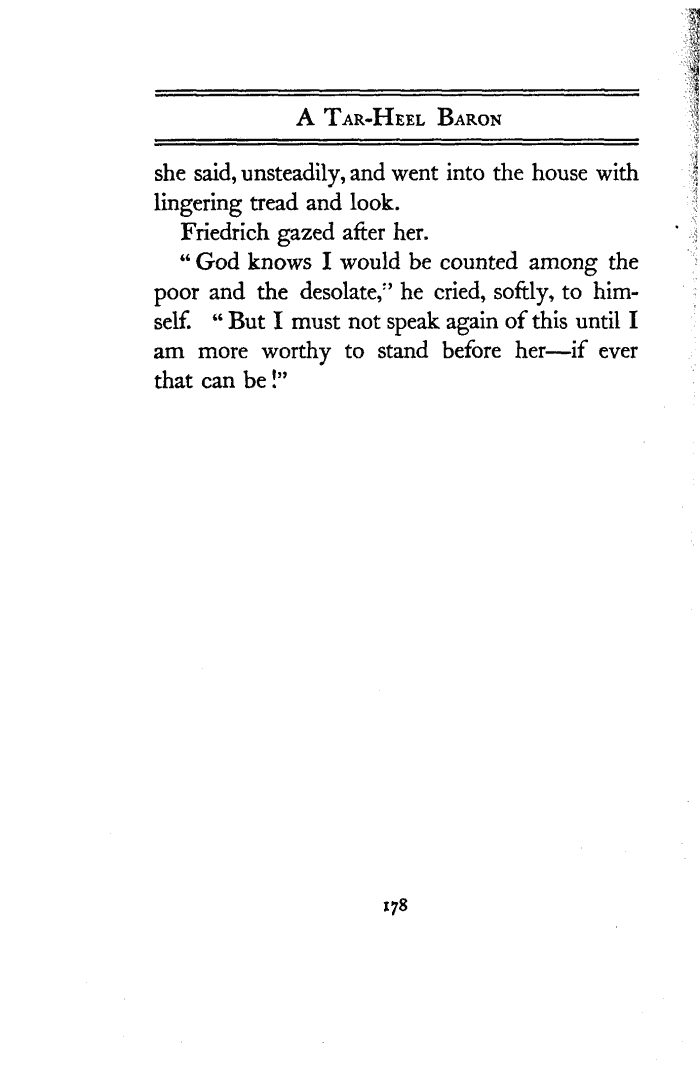 A Tar-Heel Baron
she said, unsteadily, and went into the house with
lingering tread and look.
Friedrich gazed after her.
“God knows I would be counted among the
poor and the desolate,” he cried, softly, to him-
self. “But I must not speak again of this until I
am more worthy to stand before her—if ever
that can be!”
178